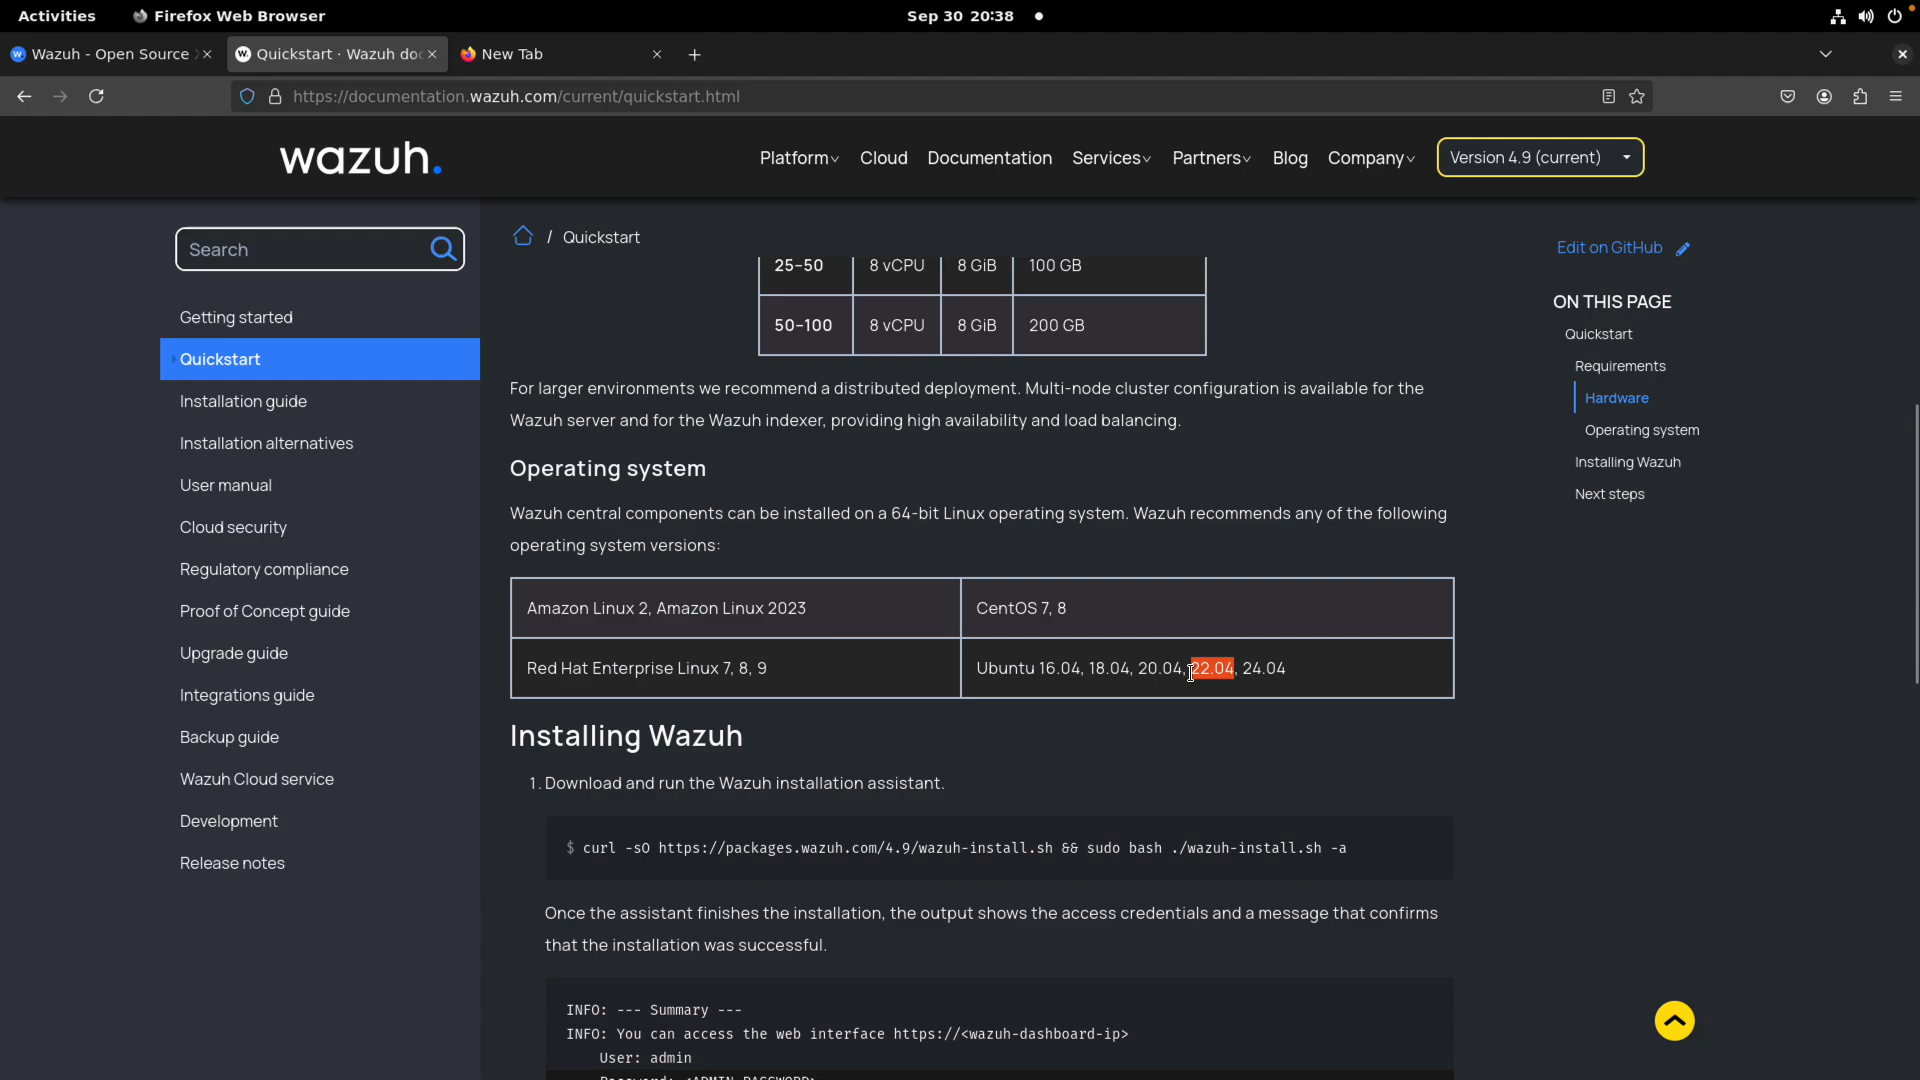 Activities
Firefox Web Browser
Sep 30 20:38
Wazuh - Open Source
Quickstart · Wazuh doc
New Tab
https://documentation.wazuh.com/current/quickstart.html
wazuh.
Platform
Cloud
Documentation
Services
Partners
Blog
Company
Version 4.9 (current)
Search
Getting started
Quickstart
Installation guide
Installation alternatives
User manual
Cloud security
Regulatory compliance
Proof of Concept guide
Upgrade guide
Integrations guide
Backup guide
Wazuh Cloud service
Development
Release notes
/ Quickstart
25–50 8 vCPU 8 GiB 100 GB
50–100 8 vCPU 8 GiB 200 GB
For larger environments we recommend a distributed deployment. Multi-node cluster configuration is available for the
Wazuh server and for the Wazuh indexer, providing high availability and load balancing.
Operating system
Wazuh central components can be installed on a 64-bit Linux operating system. Wazuh recommends any of the following
operating system versions:
Amazon Linux 2, Amazon Linux 2023
CentOS 7, 8
Red Hat Enterprise Linux 7, 8, 9
Ubuntu 16.04, 18.04, 20.04, 22.04, 24.04
Installing Wazuh
1. Download and run the Wazuh installation assistant.
$ curl -sO https://packages.wazuh.com/4.9/wazuh-install.sh && sudo bash ./wazuh-install.sh -a
Once the assistant finishes the installation, the output shows the access credentials and a message that confirms
that the installation was successful.
INFO: --- Summary ---
INFO: You can access the web interface https://<wazuh-dashboard-ip>
User: admin
Password: <ADMIN_PASSWORD>
Edit on GitHub
ON THIS PAGE
Quickstart
Requirements
Hardware
Operating system
Installing Wazuh
Next steps